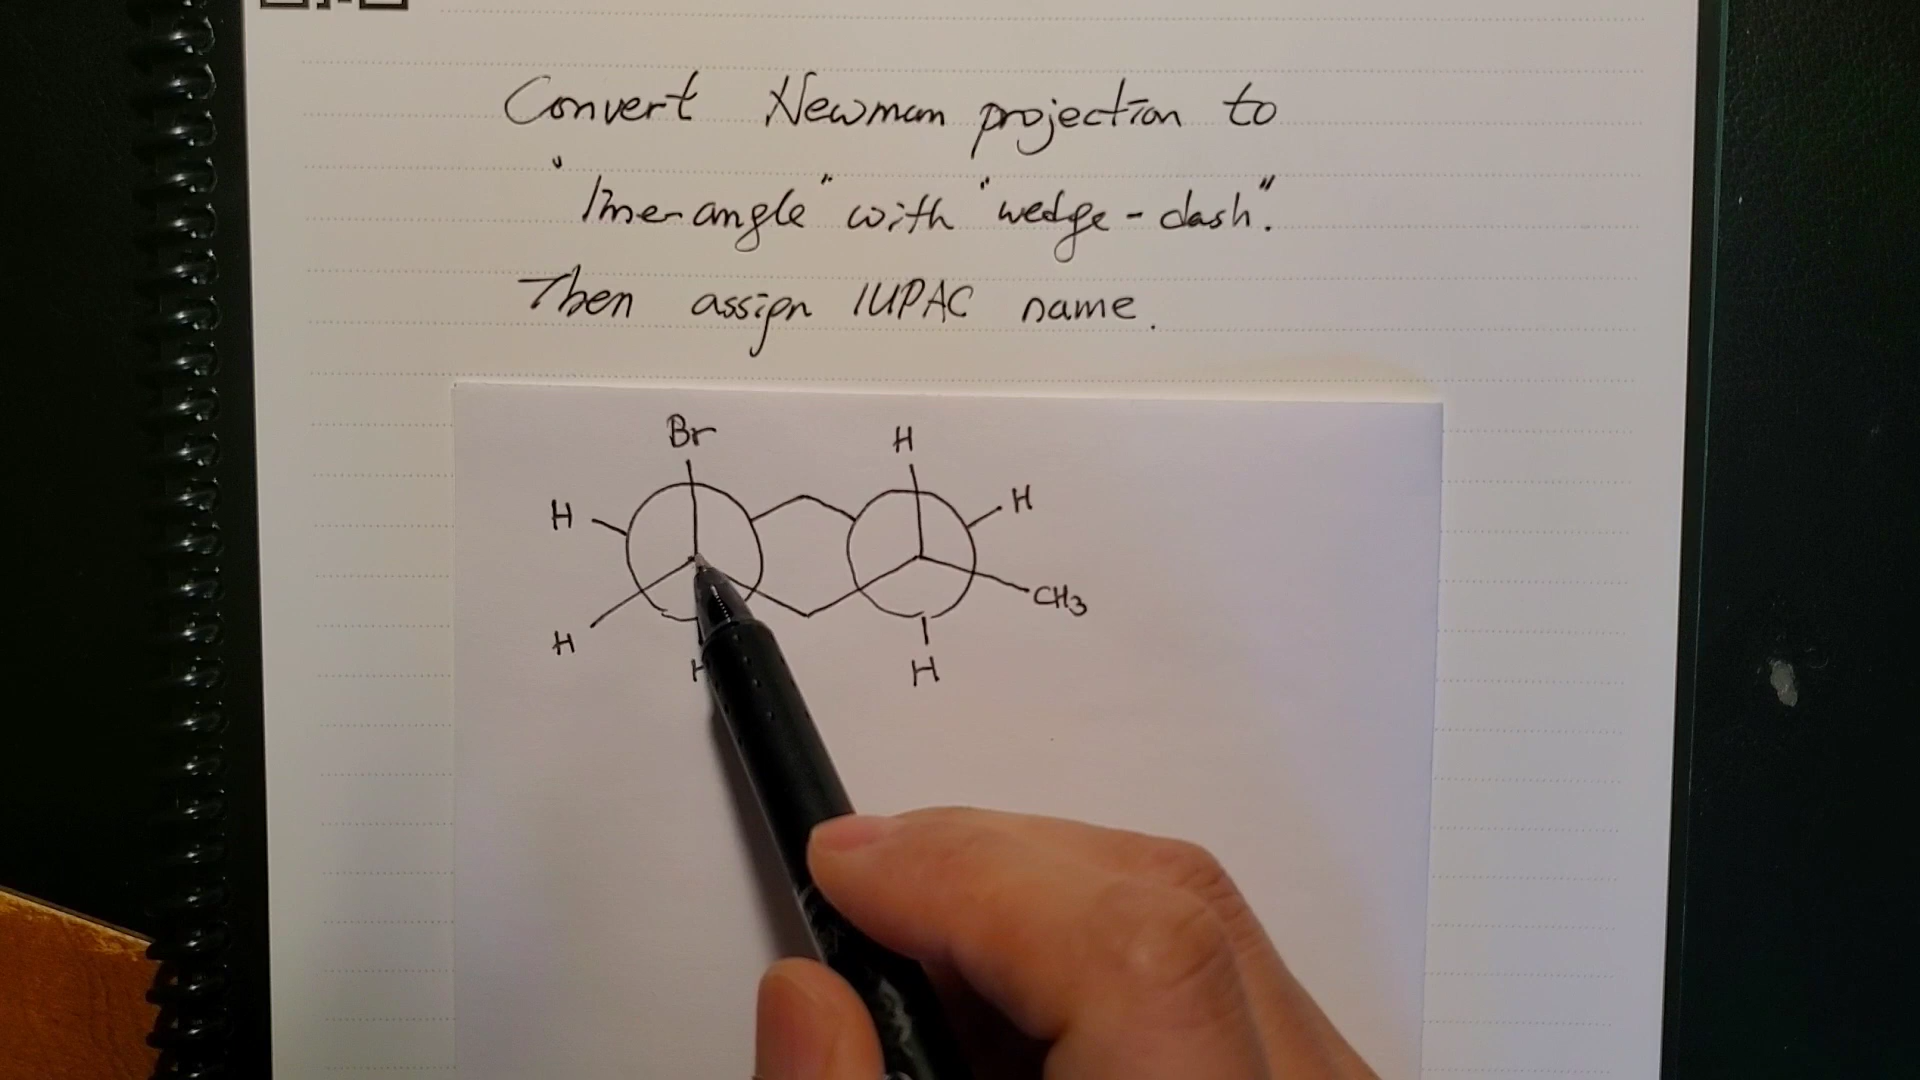 Convert Newman projection to
"line-angle" with "wedge-dash".
Then assign IUPAC name.
Br H
H H
CH3
H
H H